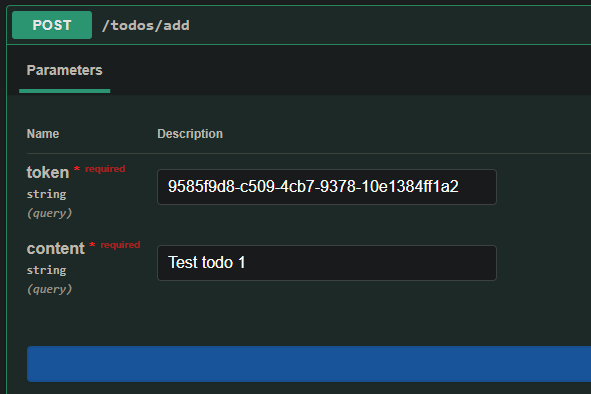 POST /todos/add
Parameters
Name Description
token * required
string
(query)
9585f9d8-c509-4cb7-9378-10e1384ff1a2
content * required
string
(query)
Test todo 1